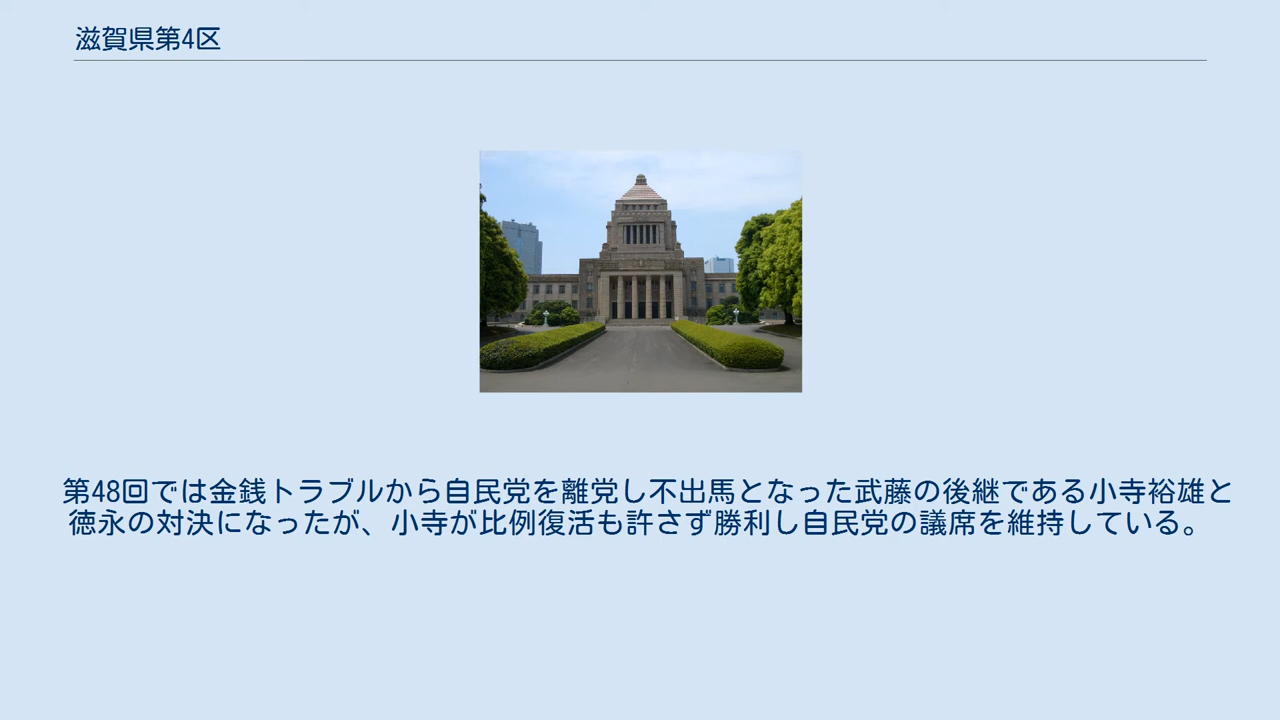 滋賀県第4区
第48回では金銭トラブルから自民党を離党し不出馬となった武藤の後継である小寺裕雄と
徳永の対決になったが、小寺が比例復活も許さず勝利し自民党の議席を維持している。